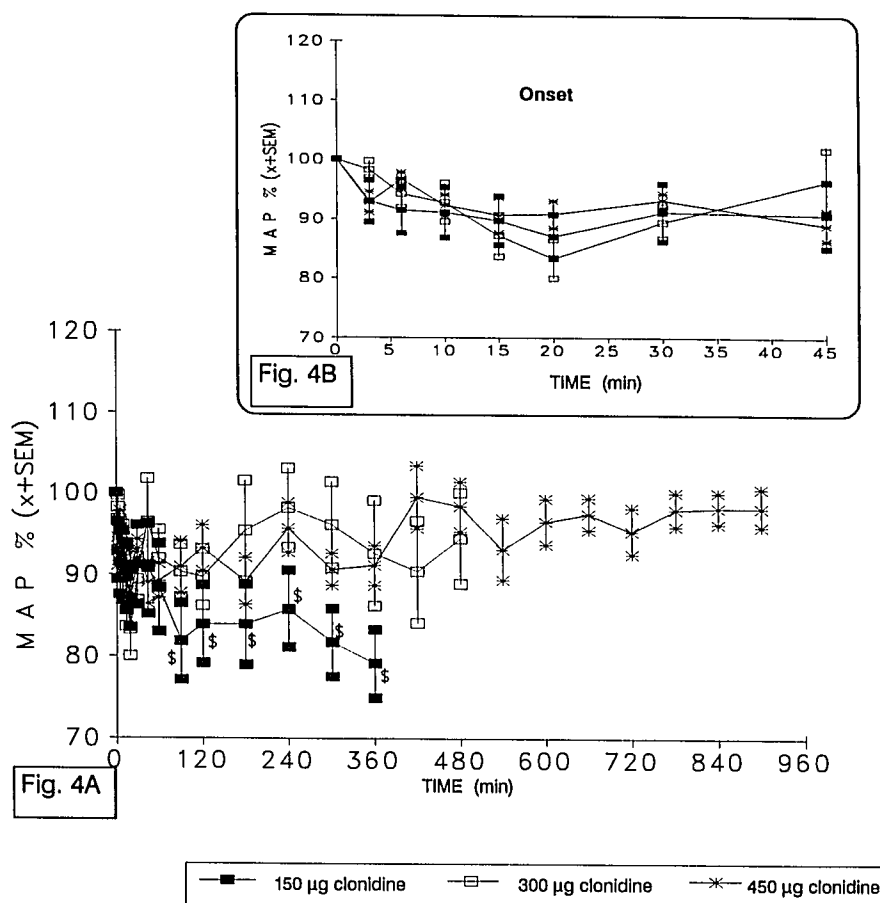 120
110
100
90
80
70
MAP % (x+SEM)
Onset
0 5 10 15 20 25 30 35 40 45
TIME (min)
Fig. 4B
120
110
100
90
80
70
MAP % (x+SEM)
$ $ $ $ $ $
0 120 240 360 480 600 720 840 960
TIME (min)
Fig. 4A
150 µg clonidine 300 µg clonidine 450 µg clonidine